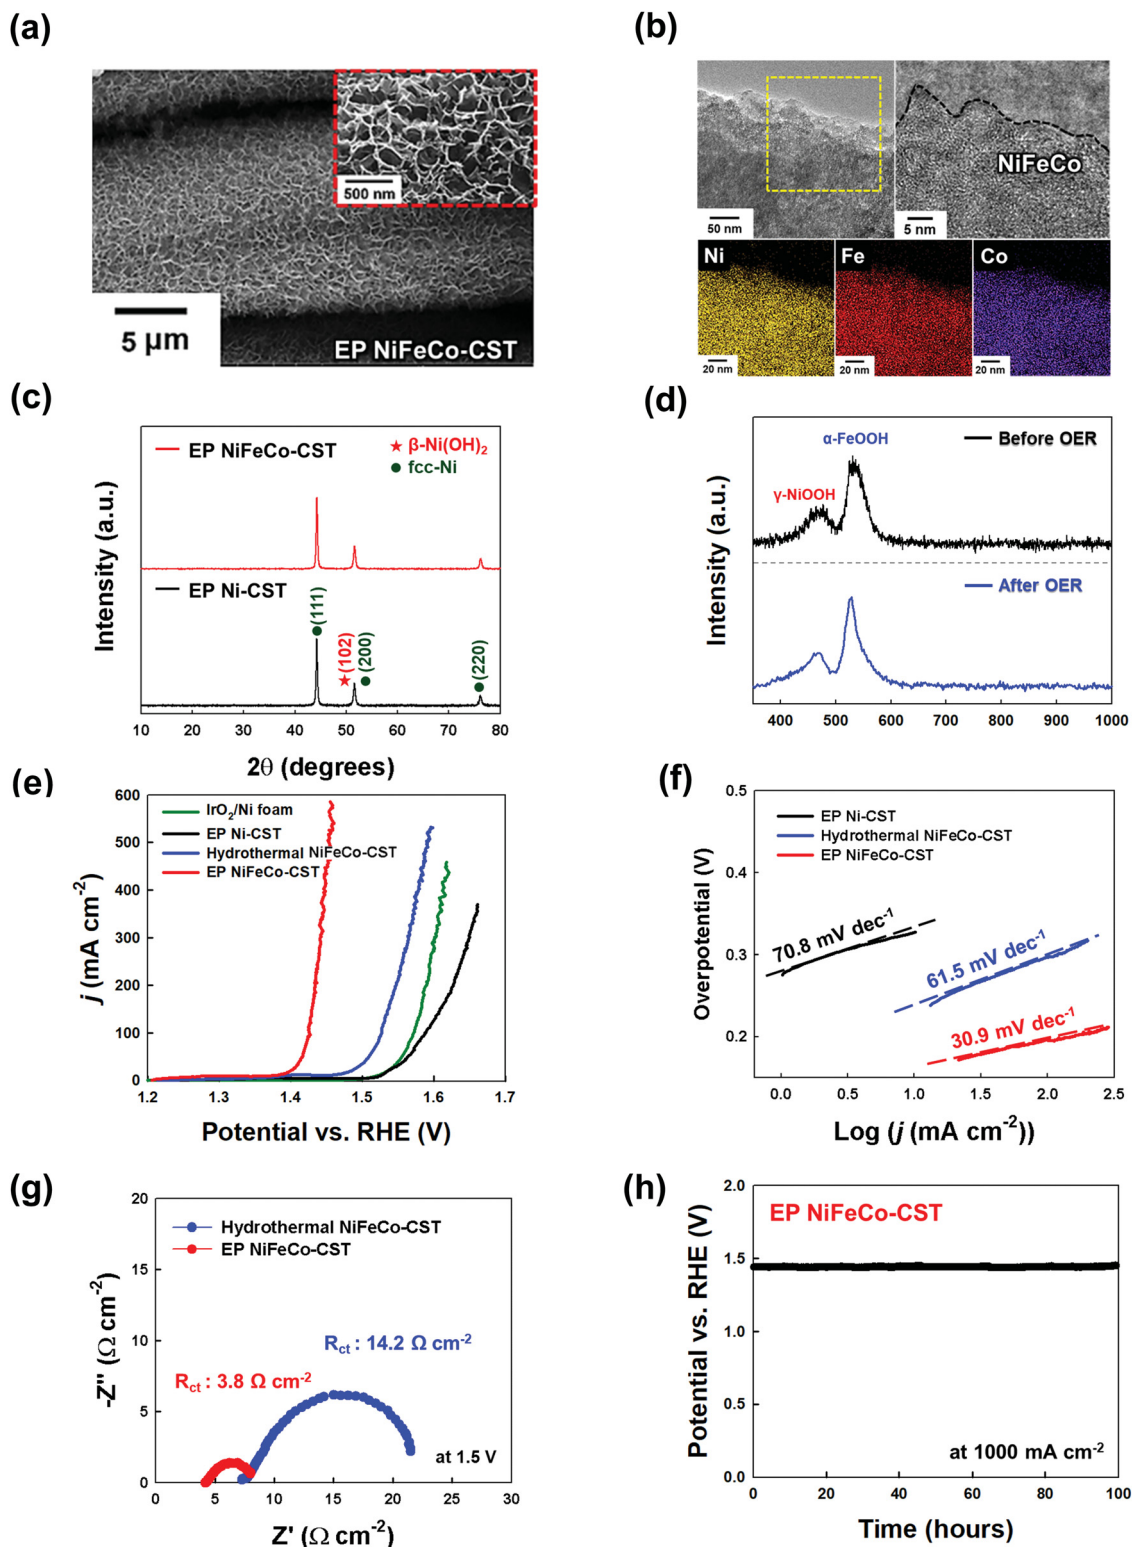 (a)
500 nm
5 μm
EP NiFeCo-CST
(b)
50 nm
NiFeCo
5 nm
Ni
Fe
Co
20 nm
20 nm
20 nm
(c)
EP NiFeCo-CST
★ β-Ni(OH)₂
● fcc-Ni
EP Ni-CST
●(111)
★(102)
●(200)
●(220)
Intensity (a.u.)
10 20 30 40 50 60 70 80
2θ (degrees)
(d)
α-FeOOH
Before OER
γ-NiOOH
After OER
Intensity (a.u.)
400 500 600 700 800 900 1000
(e)
600
500
400
300
200
100
0
IrO₂/Ni foam
EP Ni-CST
Hydrothermal NiFeCo-CST
EP NiFeCo-CST
j (mA cm⁻²)
1.2 1.3 1.4 1.5 1.6 1.7
Potential vs. RHE (V)
(f)
0.5
0.4
0.3
0.2
EP Ni-CST
Hydrothermal NiFeCo-CST
EP NiFeCo-CST
70.8 mV dec⁻¹
61.5 mV dec⁻¹
30.9 mV dec⁻¹
Overpotential (V)
0.0 0.5 1.0 1.5 2.0 2.5
Log (j (mA cm⁻²))
(g)
20
15
10
5
0
Hydrothermal NiFeCo-CST
EP NiFeCo-CST
Rct : 14.2 Ω cm⁻²
Rct : 3.8 Ω cm⁻²
at 1.5 V
-Z" (Ω cm⁻²)
0 5 10 15 20 25 30
Z' (Ω cm⁻²)
(h)
2.0
1.5
1.0
0.5
0.0
EP NiFeCo-CST
at 1000 mA cm⁻²
Potential vs. RHE (V)
0 20 40 60 80 100
Time (hours)